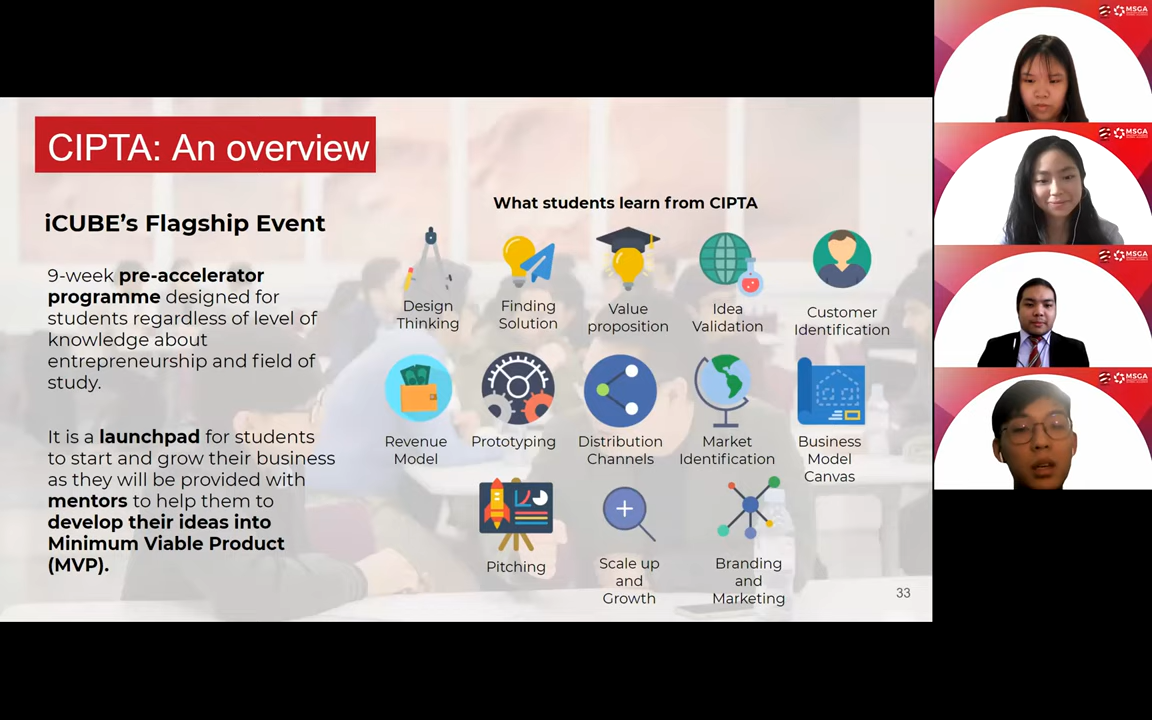 CIPTA: An overview
iCUBE's Flagship Event
9-week pre-accelerator
programme designed for
students regardless of level of
knowledge about
entrepreneurship and field of
study.
It is a launchpad for students
to start and grow their business
as they will be provided with
mentors to help them to
develop their ideas into
Minimum Viable Product
(MVP).
What students learn from CIPTA
Design
Thinking
Finding
Solution
Value
proposition
Idea
Validation
Customer
Identification
Revenue
Model
Prototyping
Distribution
Channels
Market
Identification
Business
Model
Canvas
Pitching
Scale up
and
Growth
Branding
and
Marketing
33
MSGA
MSGA
MSGA
MSGA